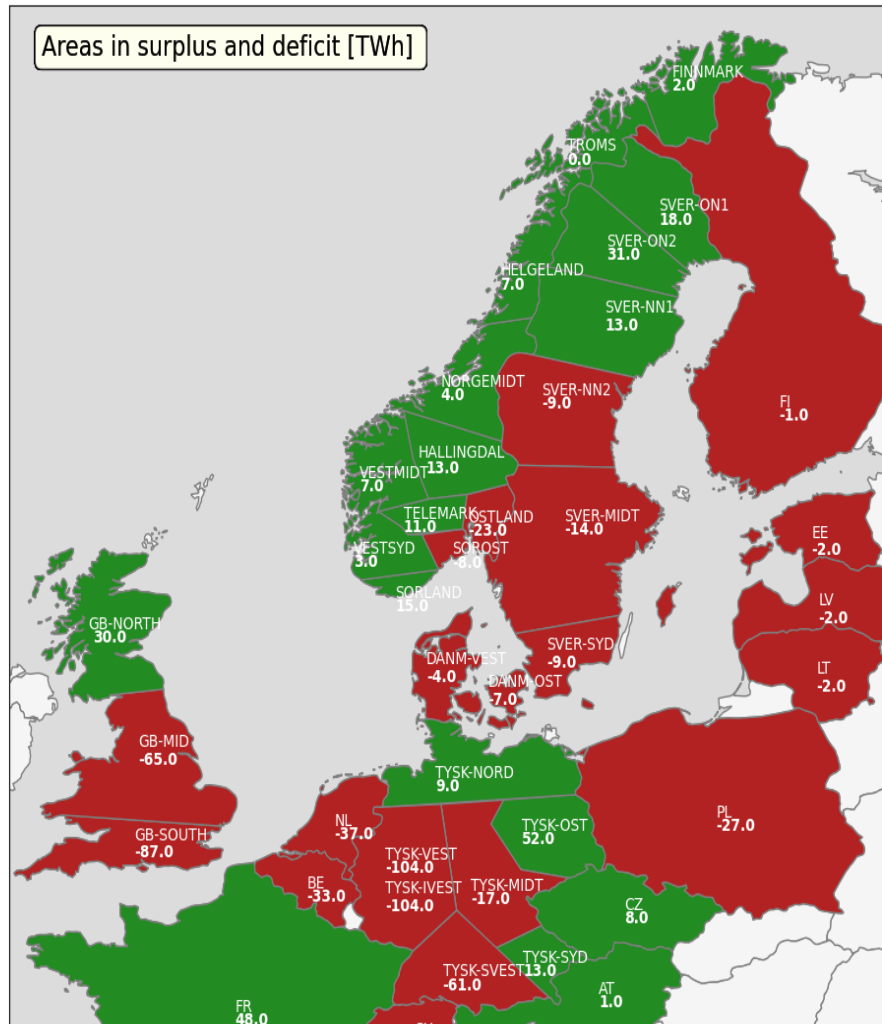 Areas in surplus and deficit [TWh]
FINNMARK
2.0
TROMS
0.0
SVER-ON1
18.0
SVER-ON2
31.0
HELGELAND
7.0
SVER-NN1
13.0
NORGEMIDT
4.0
SVER-NN2
-9.0
FI
-1.0
HALLINGDAL
13.0
VESTMIDT
7.0
TELEMARK
11.0
OSTLAND
-23.0
SVER-MIDT
-14.0
EE
-2.0
VESTSYD
3.0
SOROST
-8.0
SORLAND
15.0
LV
-2.0
GB-NORTH
30.0
SVER-SYD
-9.0
DANM-VEST
-4.0
LT
-2.0
DANM-OST
-7.0
GB-MID
-65.0
TYSK-NORD
9.0
PL
-27.0
NL
-37.0
GB-SOUTH
-87.0
TYSK-OST
52.0
TYSK-VEST
-104.0
BE
-33.0
TYSK-IVEST
-104.0
TYSK-MIDT
-17.0
CZ
8.0
TYSK-SYD
13.0
TYSK-SVEST
-61.0
AT
1.0
FR
48.0